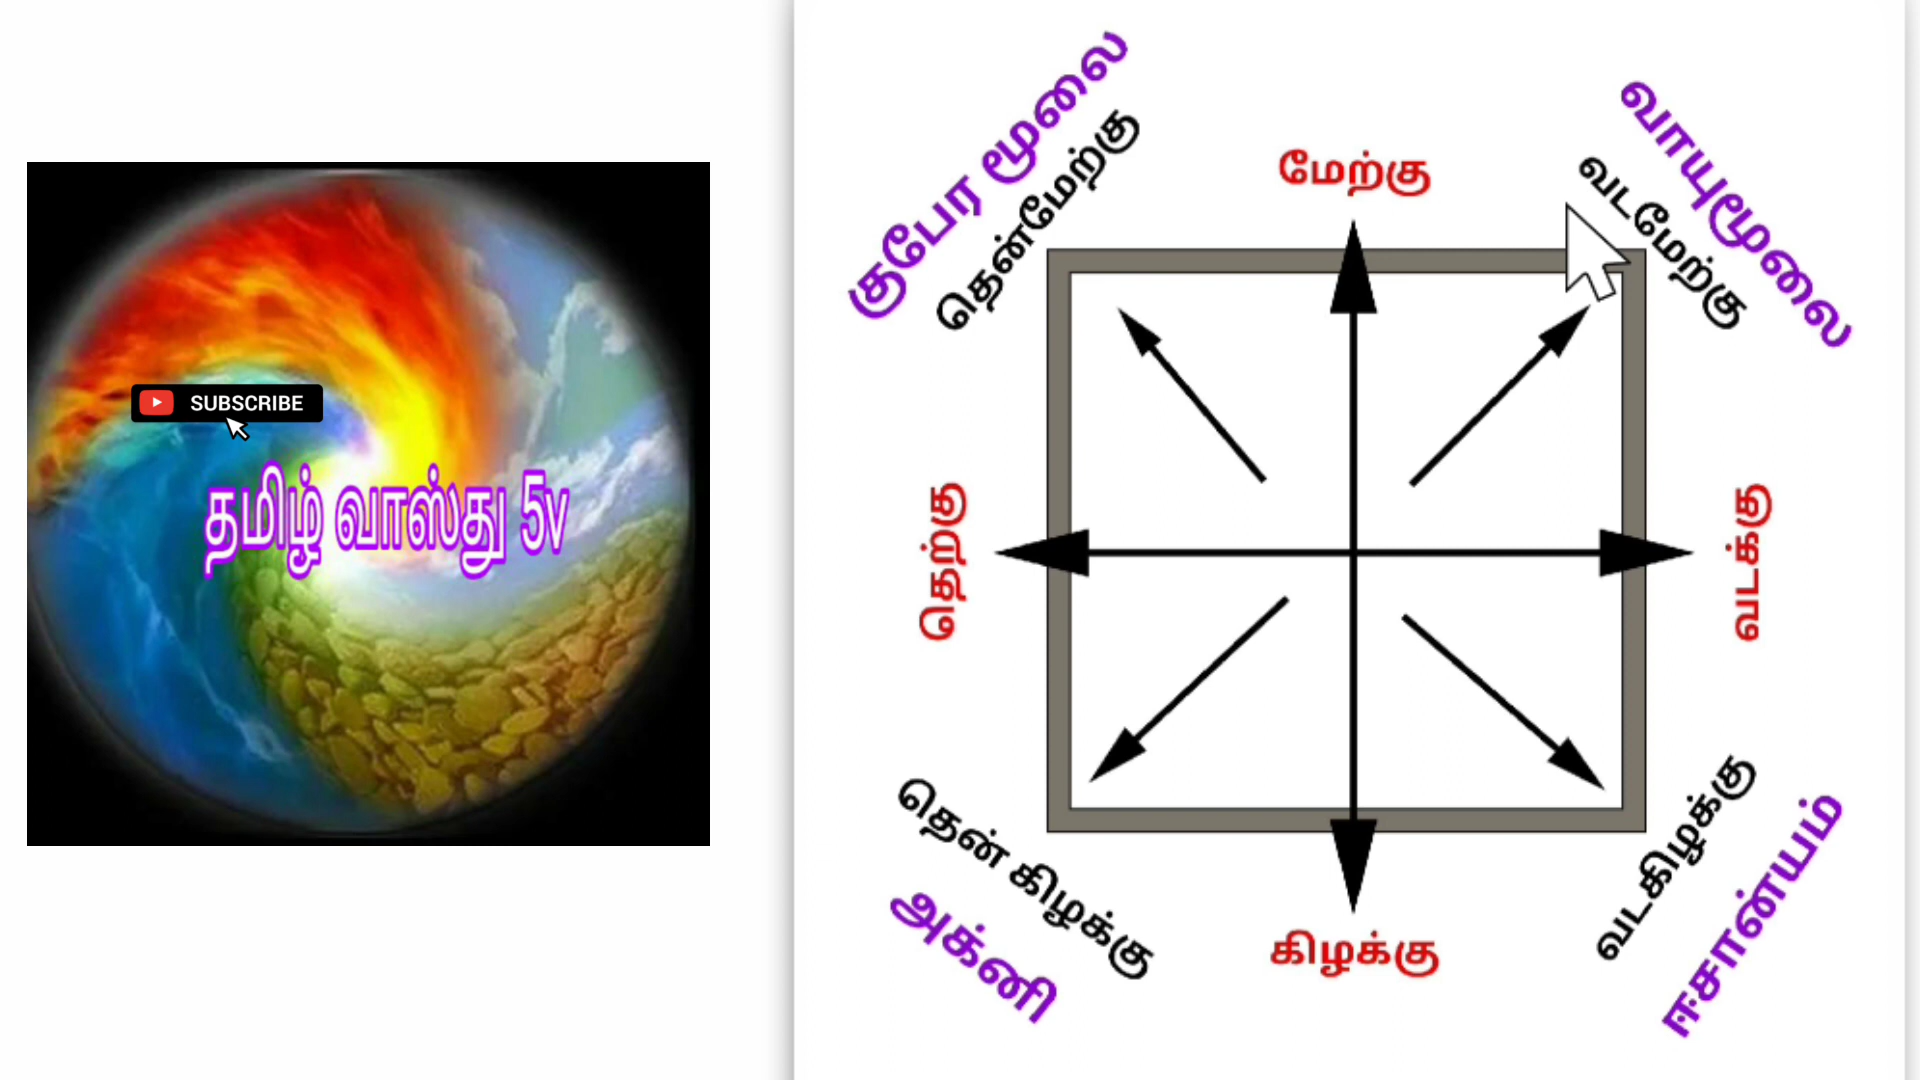 SUBSCRIBE
தமிழ் வாஸ்து 5v
குபேர மூலை
தென்மேற்கு
மேற்கு
வாயுமூலை
வடமேற்கு
தெற்கு
வடக்கு
தென் கிழக்கு
அக்னி
கிழக்கு
வடகிழக்கு
ஈசான்யம்